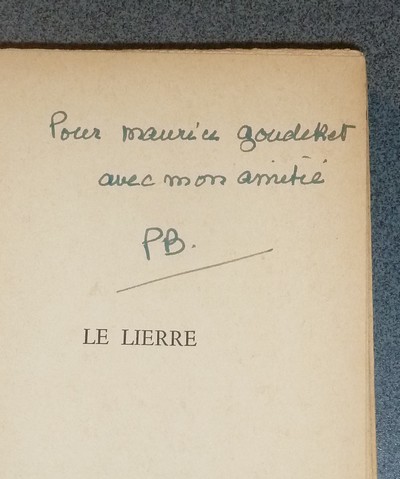 Pour maurice goudeket
avec mon amitié
PB.
LE LIERRE